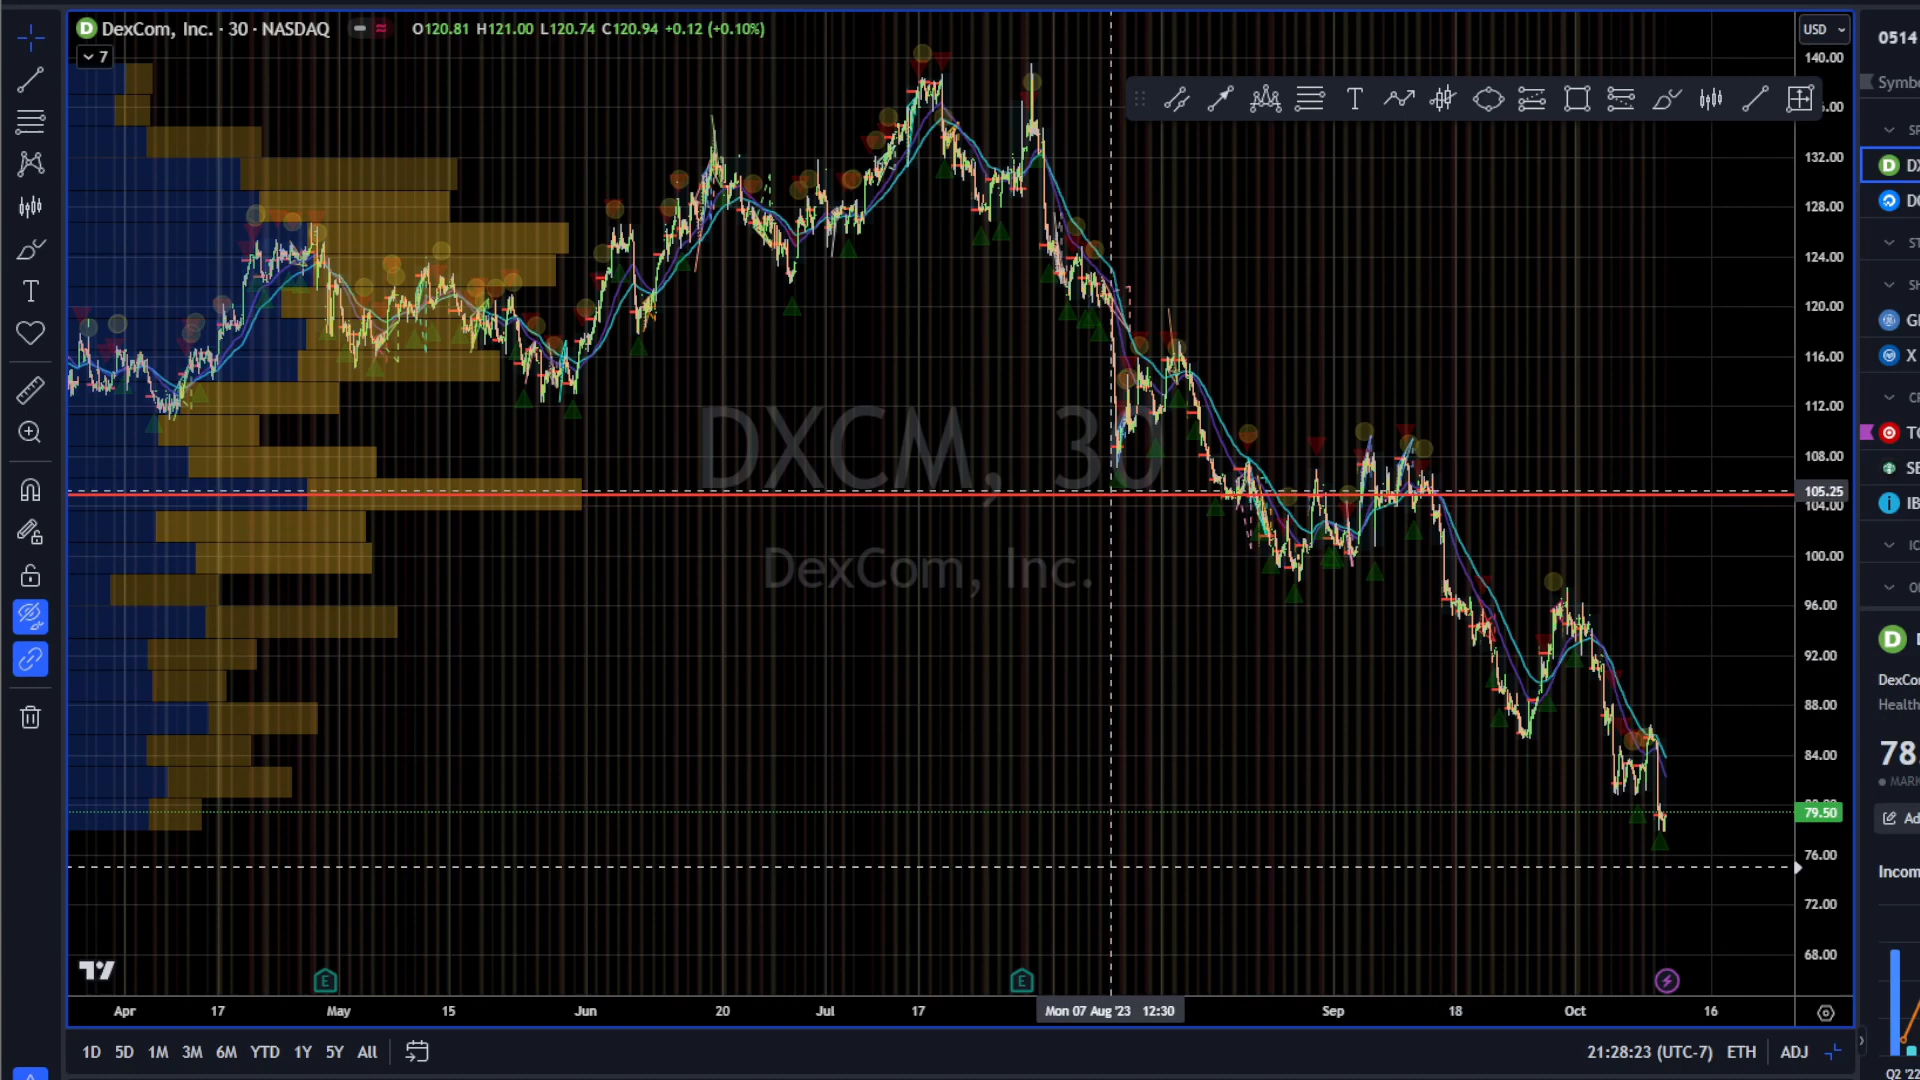 DexCom, Inc. · 30 · NASDAQ
O120.81 H121.00 L120.74 C120.94 +0.12 (+0.10%)
7
USD
0514
Symbo
140.00
132.00
128.00
124.00
120.00
116.00
112.00
108.00
105.25
104.00
100.00
96.00
92.00
88.00
84.00
79.50
76.00
72.00
68.00
DXCM, 30
DexCom, Inc.
DexCo
Health
78.
MARK
Ad
Incom
Q2 '22
E
E
Apr
17
May
15
Jun
20
Jul
17
Mon 07 Aug '23 12:30
Sep
18
Oct
16
1D 5D 1M 3M 6M YTD 1Y 5Y All
21:28:23 (UTC-7) ETH ADJ